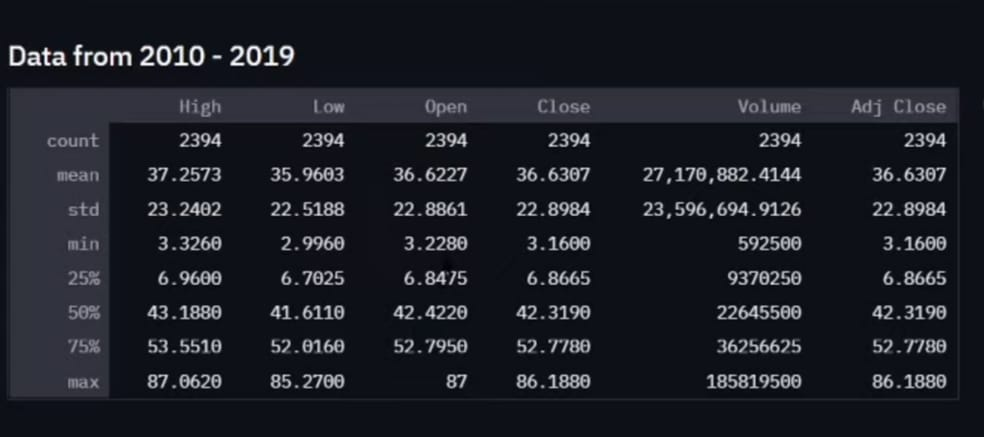 Data from 2010 - 2019
High Low Open Close Volume Adj Close
count 2394 2394 2394 2394 2394 2394
mean 37.2573 35.9603 36.6227 36.6307 27,170,882.4144 36.6307
std 23.2402 22.5188 22.8861 22.8984 23,596,694.9126 22.8984
min 3.3260 2.9960 3.2280 3.1600 592500 3.1600
25% 6.9600 6.7025 6.8475 6.8665 9370250 6.8665
50% 43.1880 41.6110 42.4220 42.3190 22645500 42.3190
75% 53.5510 52.0160 52.7950 52.7780 36256625 52.7780
max 87.0620 85.2700 87 86.1880 185819500 86.1880